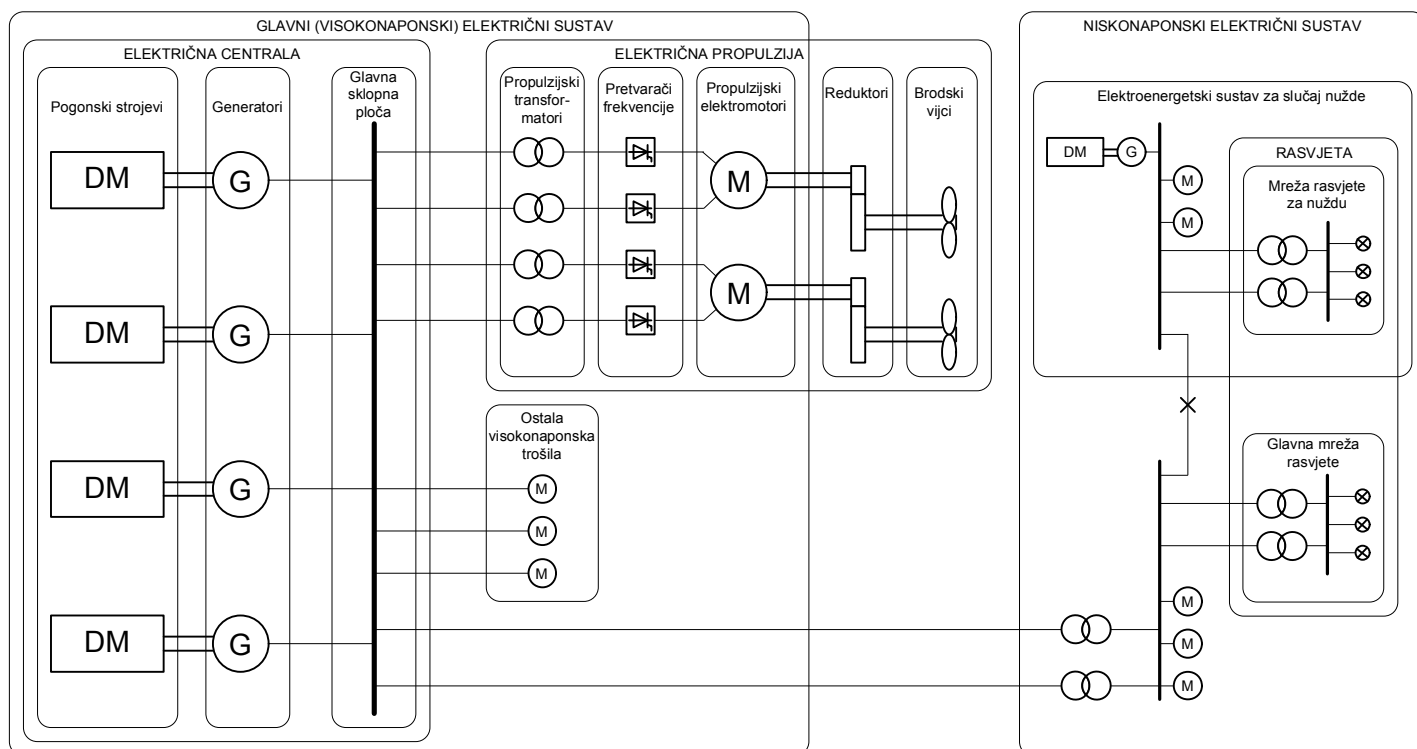 GLAVNI (VISOKONAPONSKI) ELEKTRIČNI SUSTAV
ELEKTRIČNA CENTRALA
Pogonski strojevi
Generatori
Glavna
sklopna
ploča
DM
G
DM
G
DM
G
DM
G
ELEKTRIČNA PROPULZIJA
Propulzijski
transfor-
matori
Pretvarači
frekvencije
Propulzijski
elektromotori
Reduktori
Brodski
vijci
M
M
Ostala
visokonaponska
trošila
M
M
M
NISKONAPONSKI ELEKTRIČNI SUSTAV
Elektroenergetski sustav za slučaj nužde
DM
G
M
M
RASVJETA
Mreža rasvjete
za nuždu
Glavna mreža
rasvjete
M
M
M